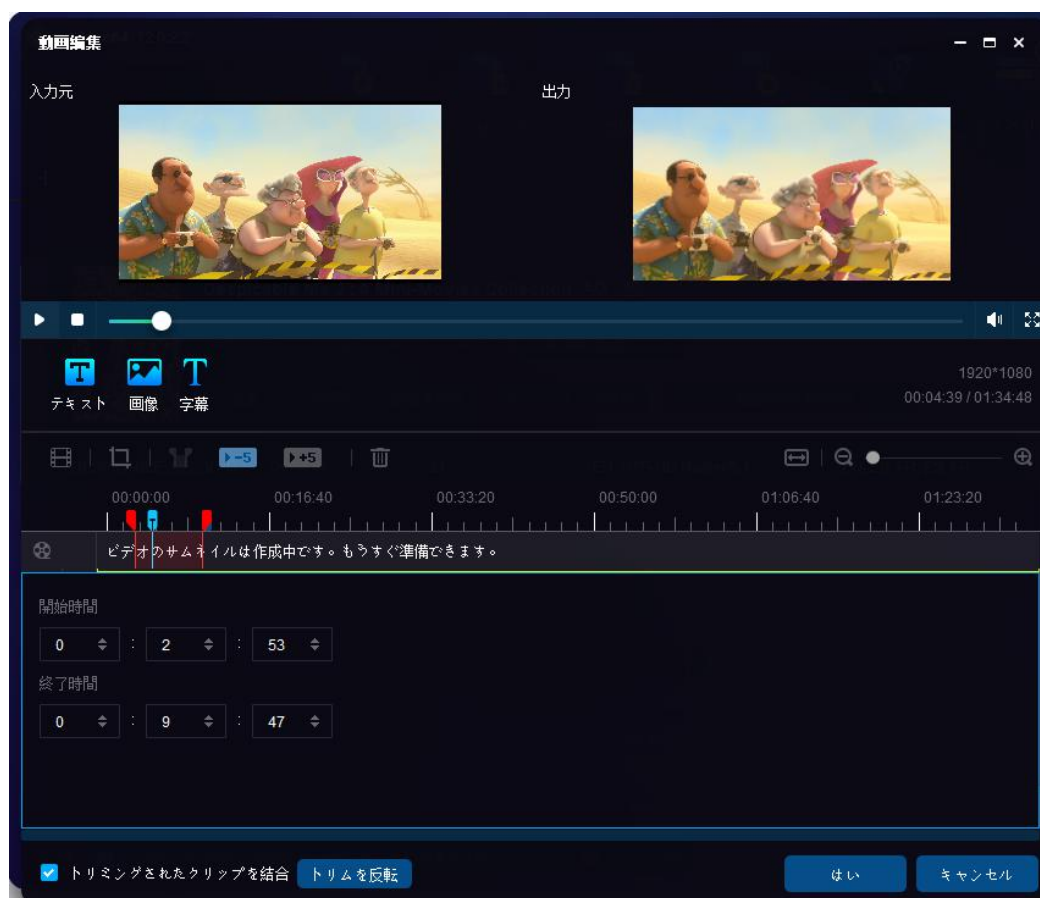 動画編集
入力元
出力
テキスト 画像 字幕
1920*1080
00:04:39 / 01:34:48
-5 +5
00:00:00 00:16:40 00:33:20 00:50:00 01:06:40 01:23:20
ビデオのサムネイルは作成中です。もうすぐ準備できます。
開始時間
0 : 2 : 53
終了時間
0 : 9 : 47
トリミングされたクリップを結合 トリムを反転 はい キャンセル